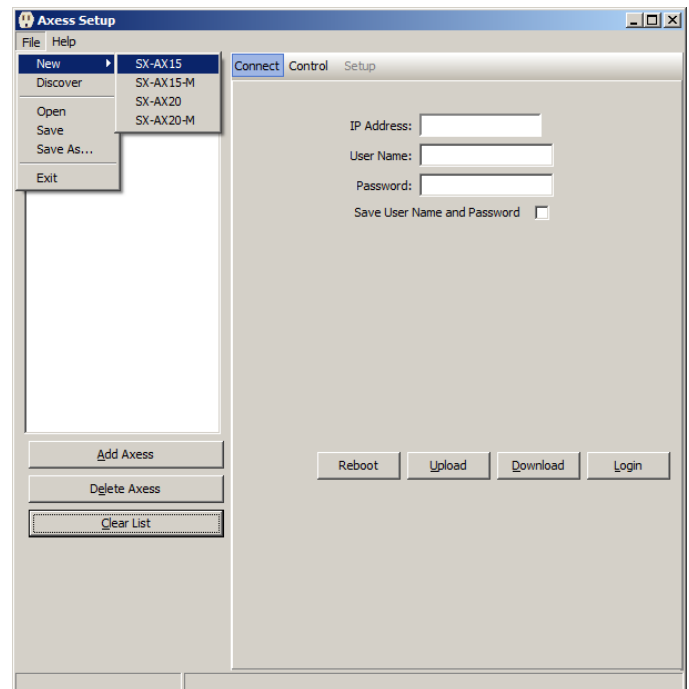 Axess Setup
File Help
New SX-AX15
Discover SX-AX15-M
SX-AX20
SX-AX20-M
Open
Save
Save As...
Exit
Connect Control Setup
IP Address:
User Name:
Password:
Save User Name and Password
Add Axess
Delete Axess
Clear List
Reboot Upload Download Login